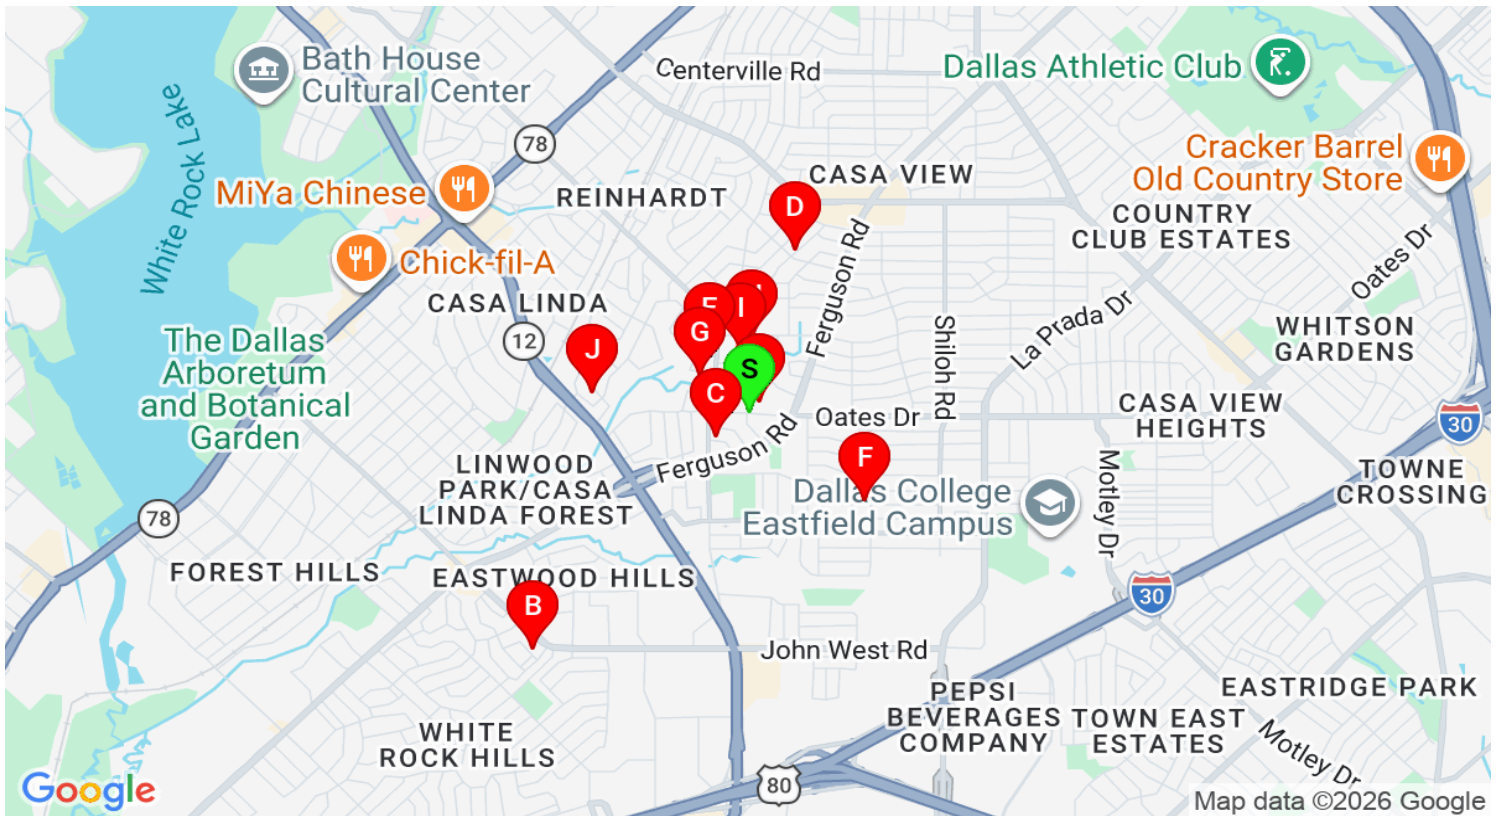 Bath House
Cultural Center
Centerville Rd
Dallas Athletic Club
White Rock Lake
78
Cracker Barrel
Old Country Store
MiYa Chinese
REINHARDT
CASA VIEW
D
COUNTRY
CLUB ESTATES
Chick-fil-A
Ferguson Rd
Oates Dr
CASA LINDA
I
G
La Prada Dr
The Dallas
Arboretum
and Botanical
Garden
12
J
S
C
Shiloh Rd
WHITSON
GARDENS
Oates Dr
CASA VIEW
HEIGHTS
30
Ferguson Rd
F
LINWOOD
PARK/CASA
LINDA FOREST
Dallas College
Eastfield Campus
Motley Dr
TOWNE
CROSSING
78
FOREST HILLS
EASTWOOD HILLS
B
30
John West Rd
PEPSI
BEVERAGES
COMPANY
TOWN EAST
ESTATES
EASTRIDGE PARK
WHITE
ROCK HILLS
Motley Dr
80
Google
Map data ©2026 Google